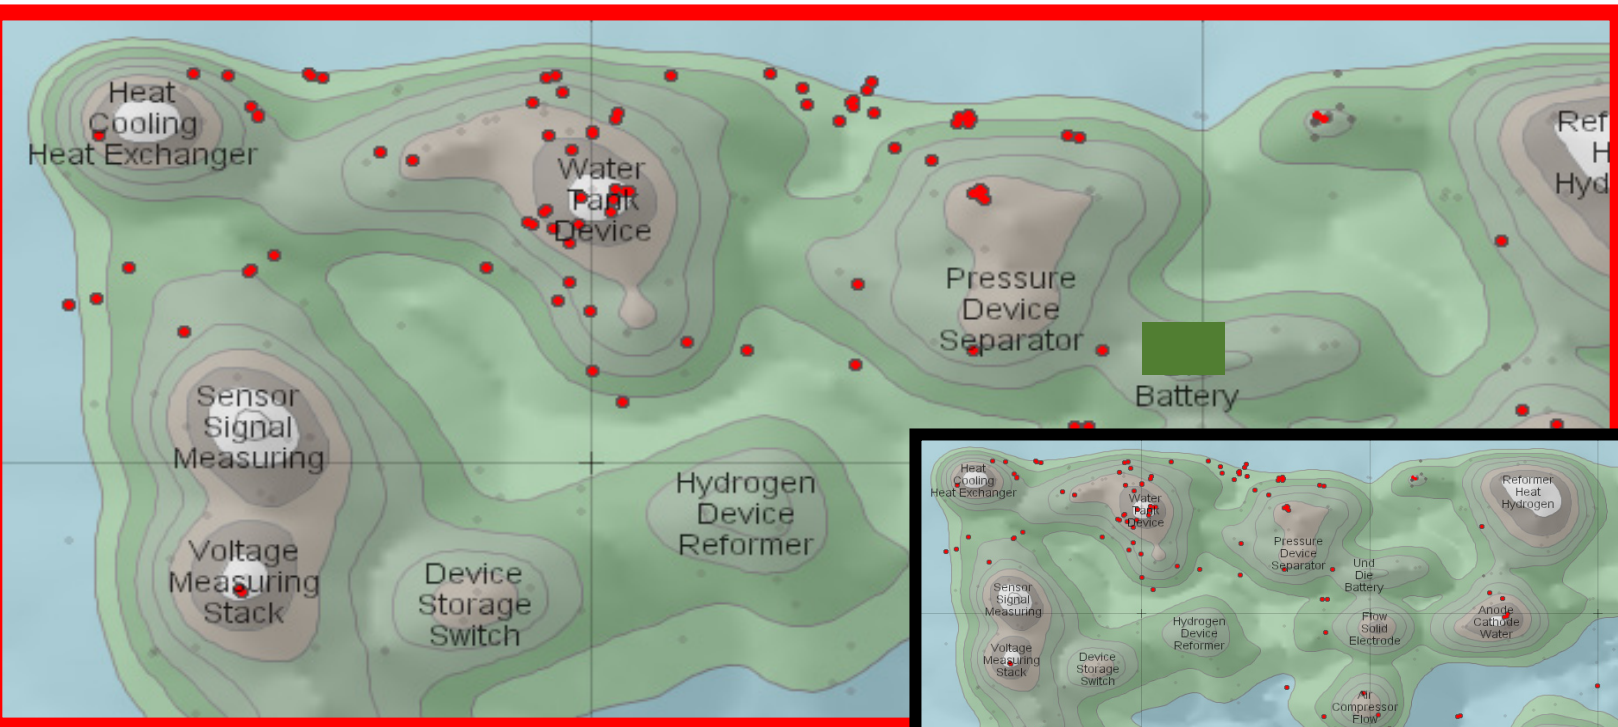 Heat
Cooling
Heat Exchanger
Water
Tank
Device
Ref
H
Hyd
Pressure
Device
Separator
Battery
Sensor
Signal
Measuring
Hydrogen
Device
Reformer
Voltage
Measuring
Stack
Device
Storage
Switch
Heat
Cooling
Heat Exchanger
Water
Tank
Device
Reformer
Heat
Hydrogen
Pressure
Device
Separator
Und
Die
Battery
Sensor
Signal
Measuring
Hydrogen
Device
Reformer
Flow
Solid
Electrode
Anode
Cathode
Water
Voltage
Measuring
Stack
Device
Storage
Switch
Air
Compressor
Flow